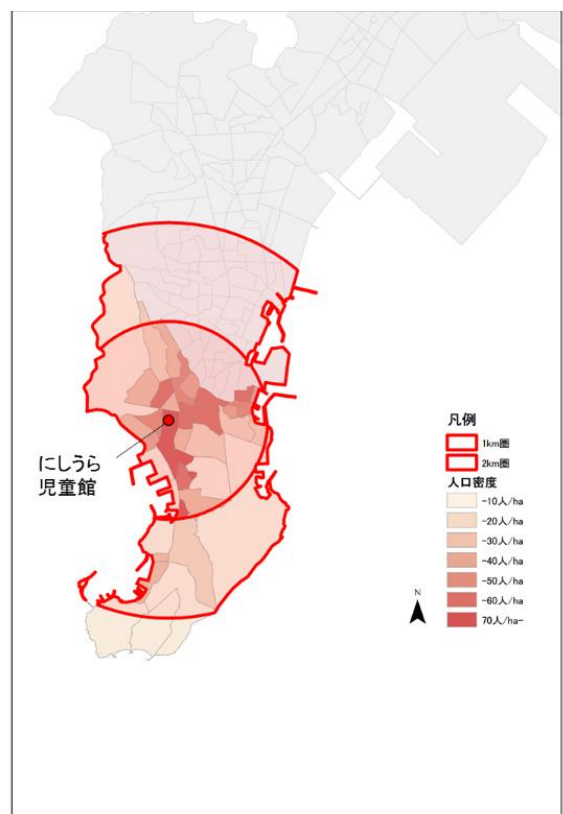 にしうら
児童館
凡例
1km圏
2km圏
人口密度
-10人/ha
-20人/ha
-30人/ha
-40人/ha
-50人/ha
-60人/ha
70人/ha-
N